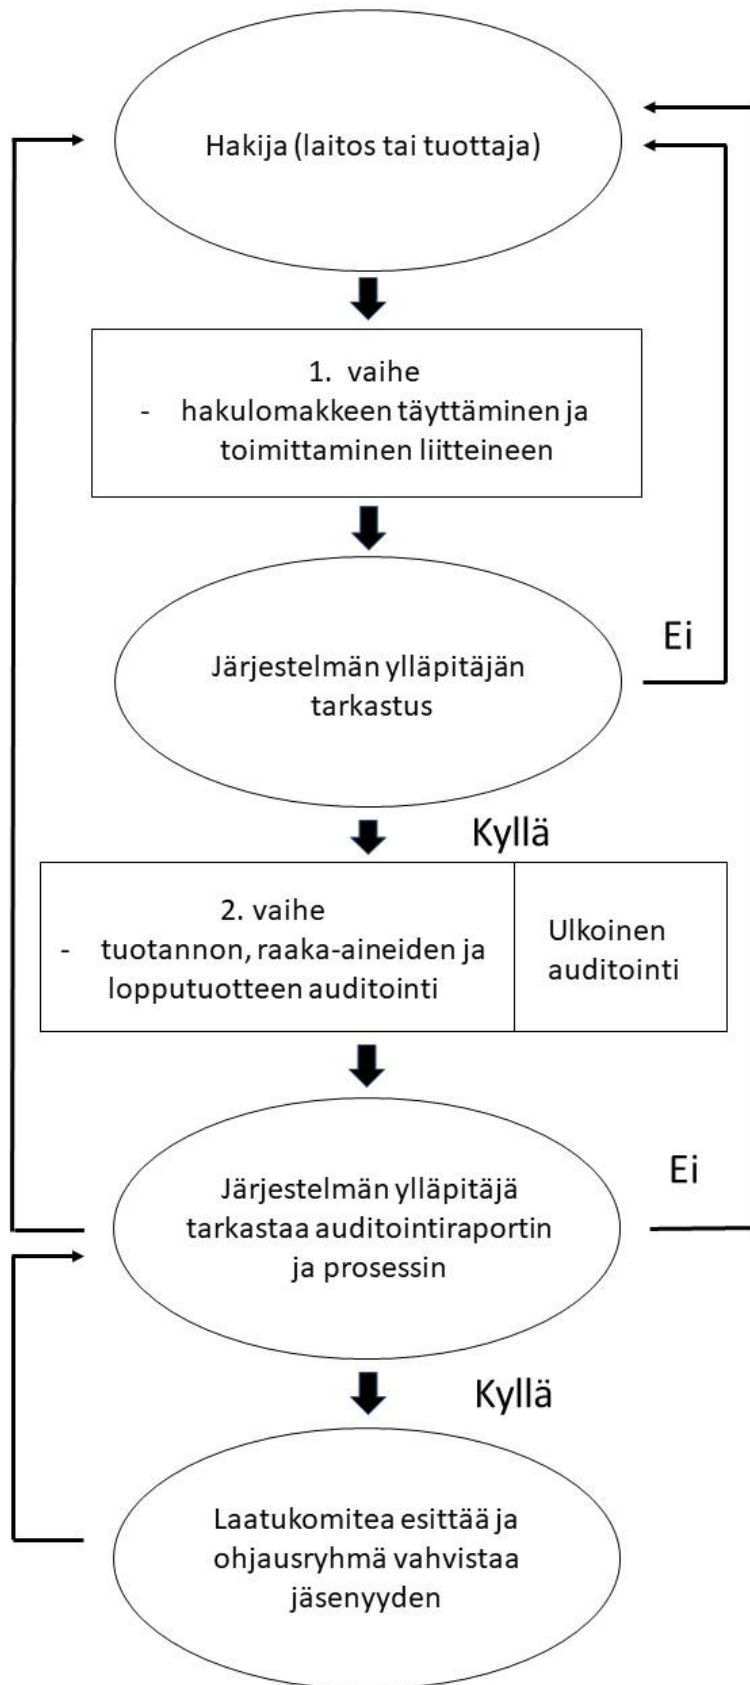 Hakija (laitos tai tuottaja)
1. vaihe
- hakulomakkeen täyttäminen ja
toimittaminen liitteineen
Ei
Järjestelmän ylläpitäjän
tarkastus
Kyllä
2. vaihe
- tuotannon, raaka-aineiden ja
lopputuotteen auditointi
Ulkoinen
auditointi
Ei
Järjestelmän ylläpitäjä
tarkastaa auditointiraportin
ja prosessin
Kyllä
Laatukomitea esittää ja
ohjausryhmä vahvistaa
jäsenyyden